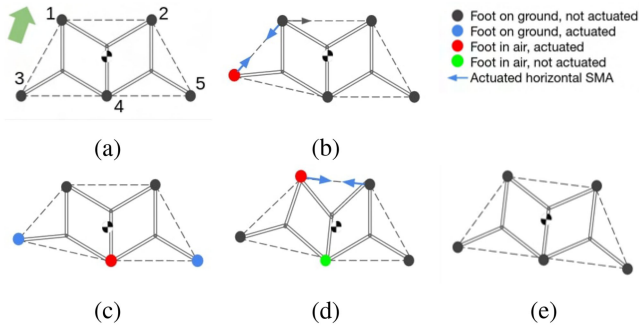 1 2
3 4 5
(a)
(b)
Foot on ground, not actuated
Foot on ground, actuated
Foot in air, actuated
Foot in air, not actuated
Actuated horizontal SMA
(c)
(d)
(e)